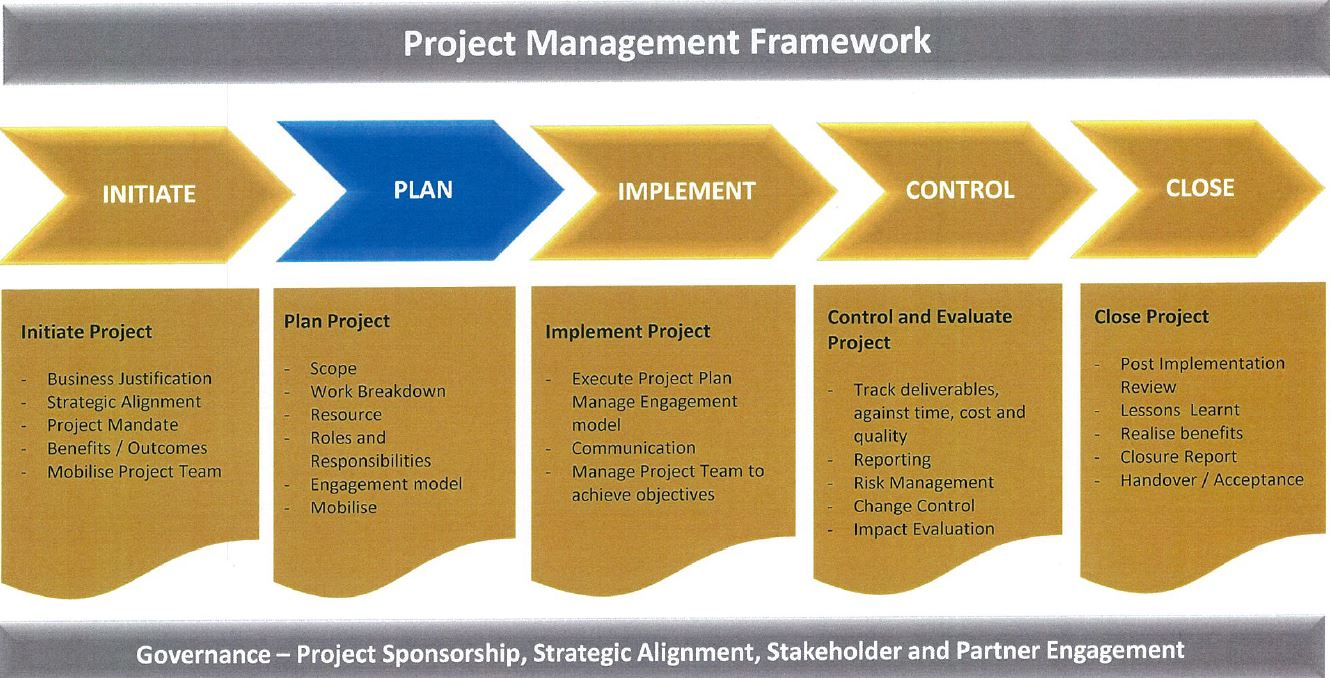 Project Management Framework
INITIATE
PLAN
IMPLEMENT
CONTROL
CLOSE
Initiate Project
- Business Justification
- Strategic Alignment
- Project Mandate
- Benefits / Outcomes
- Mobilise Project Team
Plan Project
- Scope
- Work Breakdown
- Resource
- Roles and
Responsibilities
- Engagement model
- Mobilise
Implement Project
- Execute Project Plan
Manage Engagement
model
- Communication
- Manage Project Team to
achieve objectives
Control and Evaluate
Project
- Track deliverables,
against time, cost and
quality
- Reporting
- Risk Management
- Change Control
- Impact Evaluation
Close Project
- Post Implementation
Review
- Lessons Learnt
- Realise benefits
- Closure Report
- Handover / Acceptance
Governance – Project Sponsorship, Strategic Alignment, Stakeholder and Partner Engagement